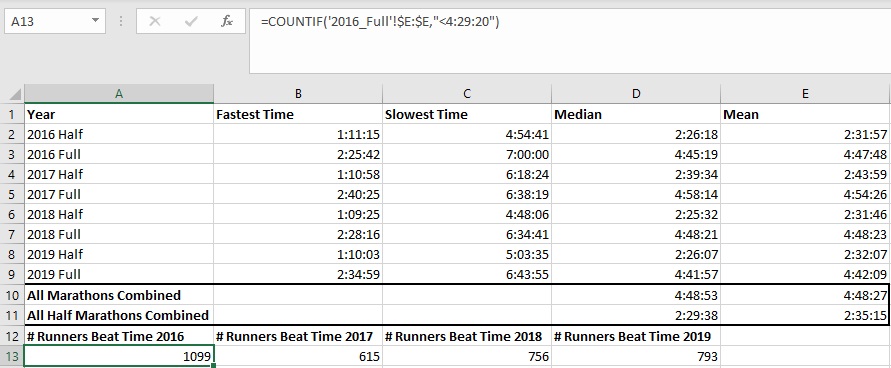 A13 fx =COUNTIF('2016_Full'!$E:$E,"<4:29:20")
A B C D E
1 Year Fastest Time Slowest Time Median Mean
2 2016 Half 1:11:15 4:54:41 2:26:18 2:31:57
3 2016 Full 2:25:42 7:00:00 4:45:19 4:47:48
4 2017 Half 1:10:58 6:18:24 2:39:34 2:43:59
5 2017 Full 2:40:25 6:38:19 4:58:14 4:54:26
6 2018 Half 1:09:25 4:48:06 2:25:32 2:31:46
7 2018 Full 2:28:16 6:34:41 4:48:21 4:48:23
8 2019 Half 1:10:03 5:03:35 2:26:07 2:32:07
9 2019 Full 2:34:59 6:43:55 4:41:57 4:42:09
10 All Marathons Combined 4:48:53 4:48:27
11 All Half Marathons Combined 2:29:38 2:35:15
12 # Runners Beat Time 2016 # Runners Beat Time 2017 # Runners Beat Time 2018 # Runners Beat Time 2019
13 1099 615 756 793